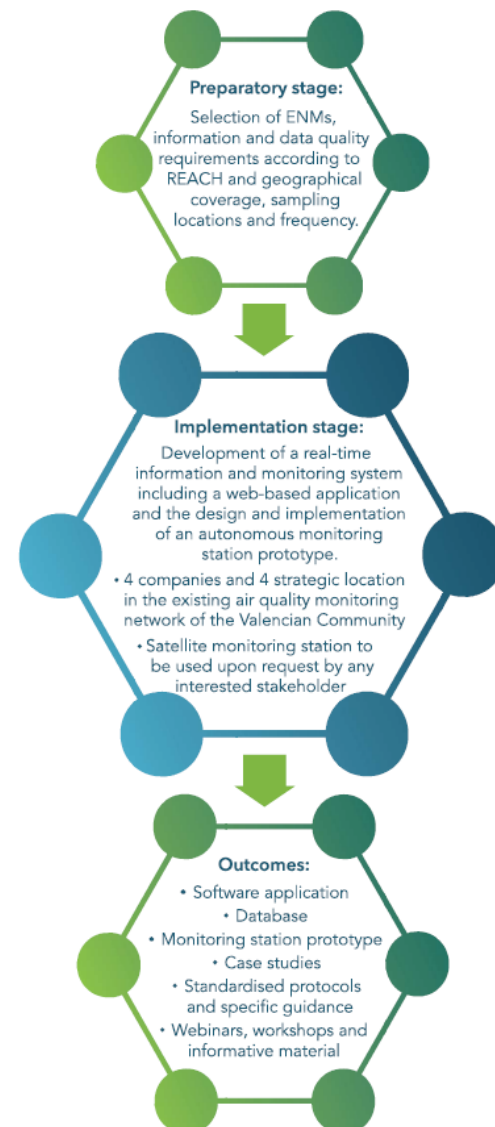 Preparatory stage:
Selection of ENMs,
information and data quality
requirements according to
REACH and geographical
coverage, sampling
locations and frequency.
Implementation stage:
Development of a real-time
information and monitoring system
including a web-based application
and the design and implementation
of an autonomous monitoring
station prototype.
• 4 companies and 4 strategic location
in the existing air quality monitoring
network of the Valencian Community
• Satellite monitoring station to
be used upon request by any
interested stakeholder
Outcomes:
• Software application
• Database
• Monitoring station prototype
• Case studies
• Standardised protocols
and specific guidance
• Webinars, workshops and
informative material